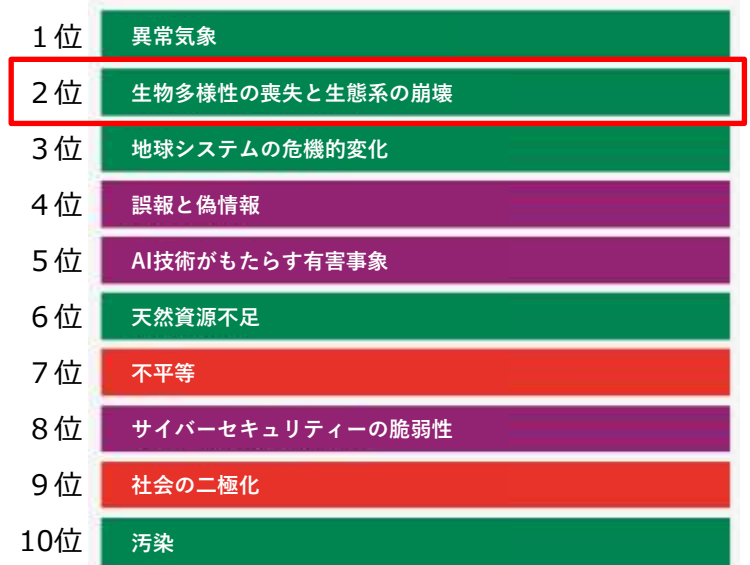 1位 異常気象
2位 生物多様性の喪失と生態系の崩壊
3位 地球システムの危機的変化
4位 誤報と偽情報
5位 AI技術がもたらす有害事象
6位 天然資源不足
7位 不平等
8位 サイバーセキュリティーの脆弱性
9位 社会の二極化
10位 汚染